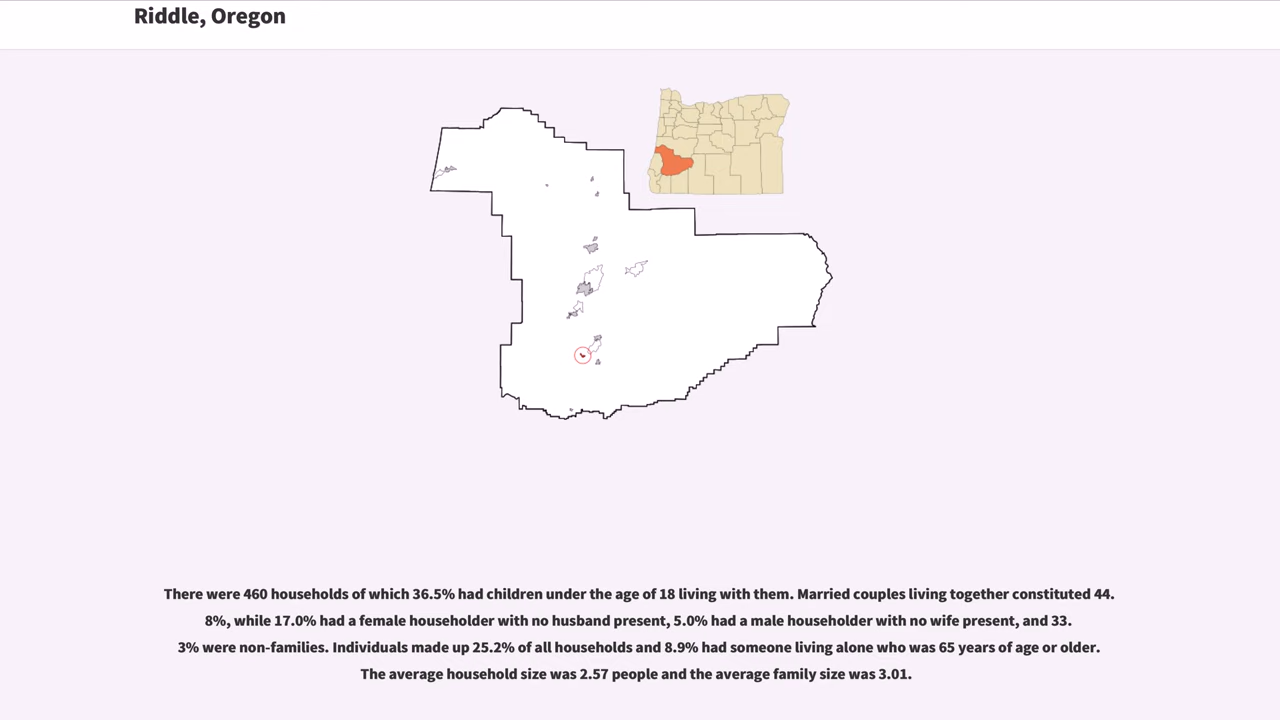 Riddle, Oregon
There were 460 households of which 36.5% had children under the age of 18 living with them. Married couples living together constituted 44.
8%, while 17.0% had a female householder with no husband present, 5.0% had a male householder with no wife present, and 33.
3% were non-families. Individuals made up 25.2% of all households and 8.9% had someone living alone who was 65 years of age or older.
The average household size was 2.57 people and the average family size was 3.01.